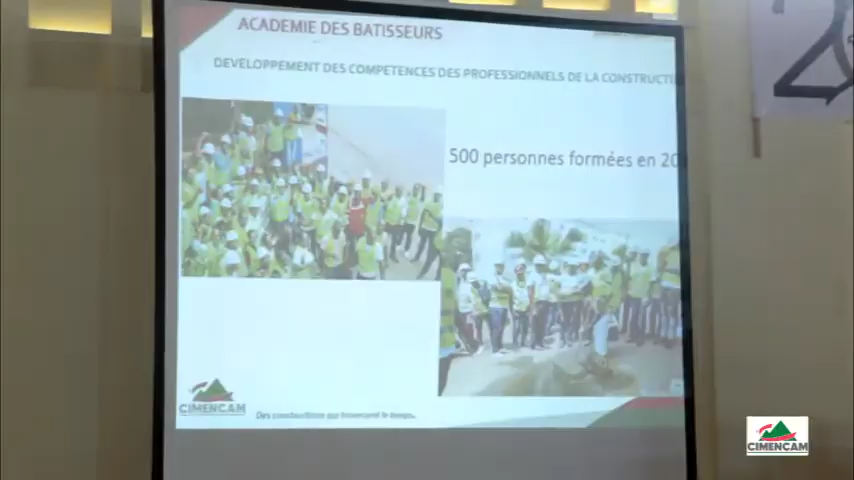 ACADEMIE DES BATISSEURS
DEVELOPPEMENT DES COMPETENCES DES PROFESSIONNELS DE LA CONSTRUCTI
500 personnes formées en 20
CIMENCAM
Des constructions qui traversent le temps...
CIMENCAM